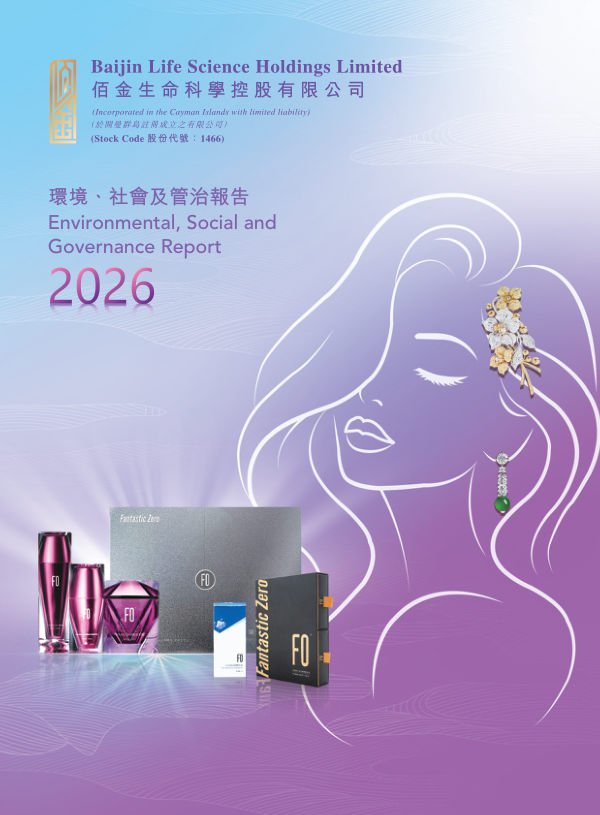 Baijin Life Science Holdings Limited
佰金生命科學控股有限公司
(Incorporated in the Cayman Islands with limited liability)
(於開曼群島註冊成立之有限公司)
(Stock Code 股份代號：1466)
環境、社會及管治報告
Environmental, Social and
Governance Report
2026
Fantastic Zero
FO
FO
FO
FO
FO
Fantastic Zero
FO